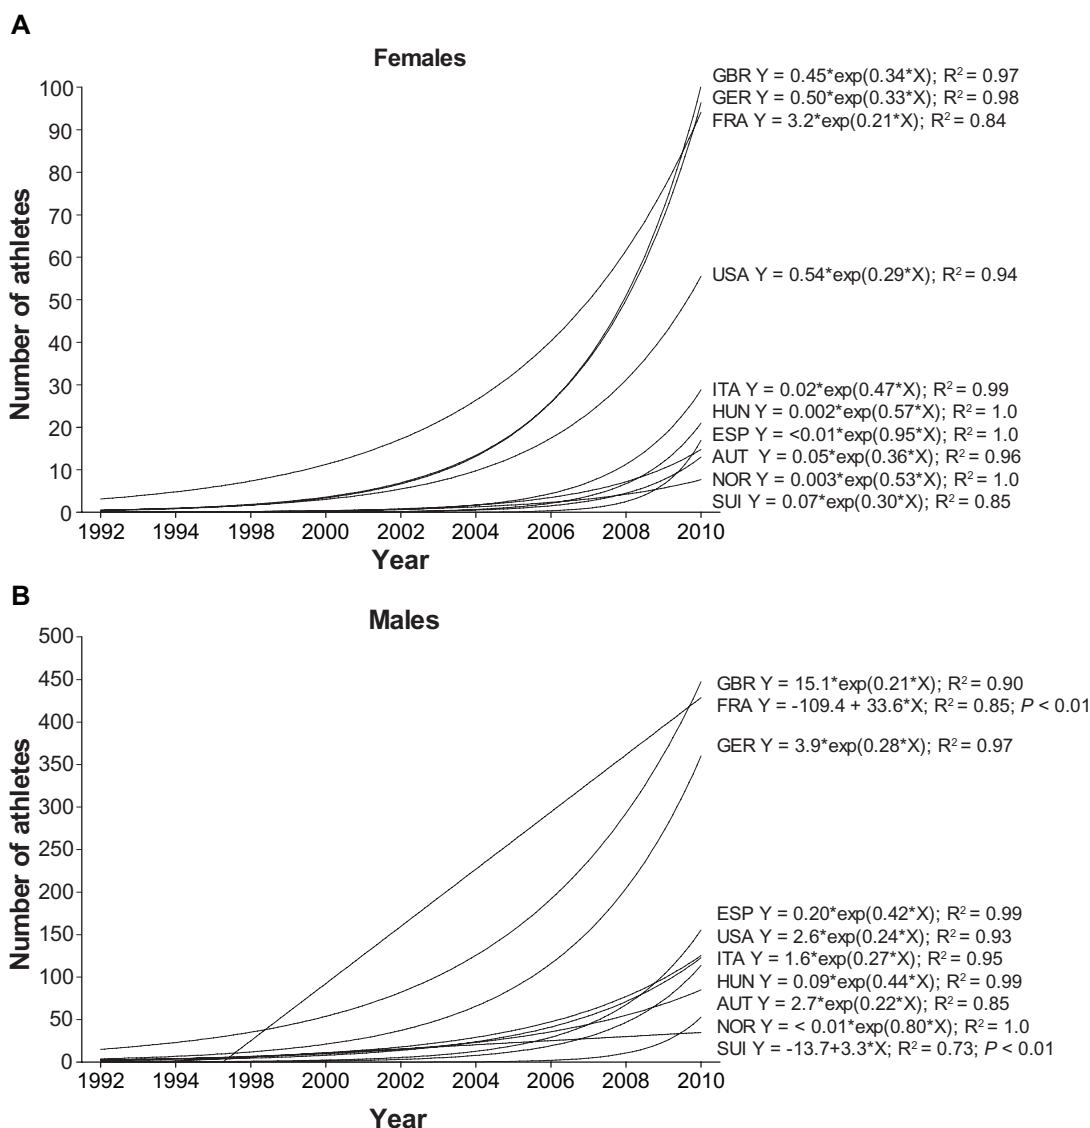 A
Females
100
90
80
70
60
50
40
30
20
10
0
Number of athletes
GBR Y = 0.45*exp(0.34*X); R² = 0.97
GER Y = 0.50*exp(0.33*X); R² = 0.98
FRA Y = 3.2*exp(0.21*X); R² = 0.84
USA Y = 0.54*exp(0.29*X); R² = 0.94
ITA Y = 0.02*exp(0.47*X); R² = 0.99
HUN Y = 0.002*exp(0.57*X); R² = 1.0
ESP Y = <0.01*exp(0.95*X); R² = 1.0
AUT Y = 0.05*exp(0.36*X); R² = 0.96
NOR Y = 0.003*exp(0.53*X); R² = 1.0
SUI Y = 0.07*exp(0.30*X); R² = 0.85
1992 1994 1996 1998 2000 2002 2004 2006 2008 2010
Year
B
Males
500
450
400
350
300
250
200
150
100
50
0
Number of athletes
GBR Y = 15.1*exp(0.21*X); R² = 0.90
FRA Y = -109.4 + 33.6*X; R² = 0.85; P < 0.01
GER Y = 3.9*exp(0.28*X); R² = 0.97
ESP Y = 0.20*exp(0.42*X); R² = 0.99
USA Y = 2.6*exp(0.24*X); R² = 0.93
ITA Y = 1.6*exp(0.27*X); R² = 0.95
HUN Y = 0.09*exp(0.44*X); R² = 0.99
AUT Y = 2.7*exp(0.22*X); R² = 0.85
NOR Y = < 0.01*exp(0.80*X); R² = 1.0
SUI Y = -13.7+3.3*X; R² = 0.73; P < 0.01
1992 1994 1996 1998 2000 2002 2004 2006 2008 2010
Year